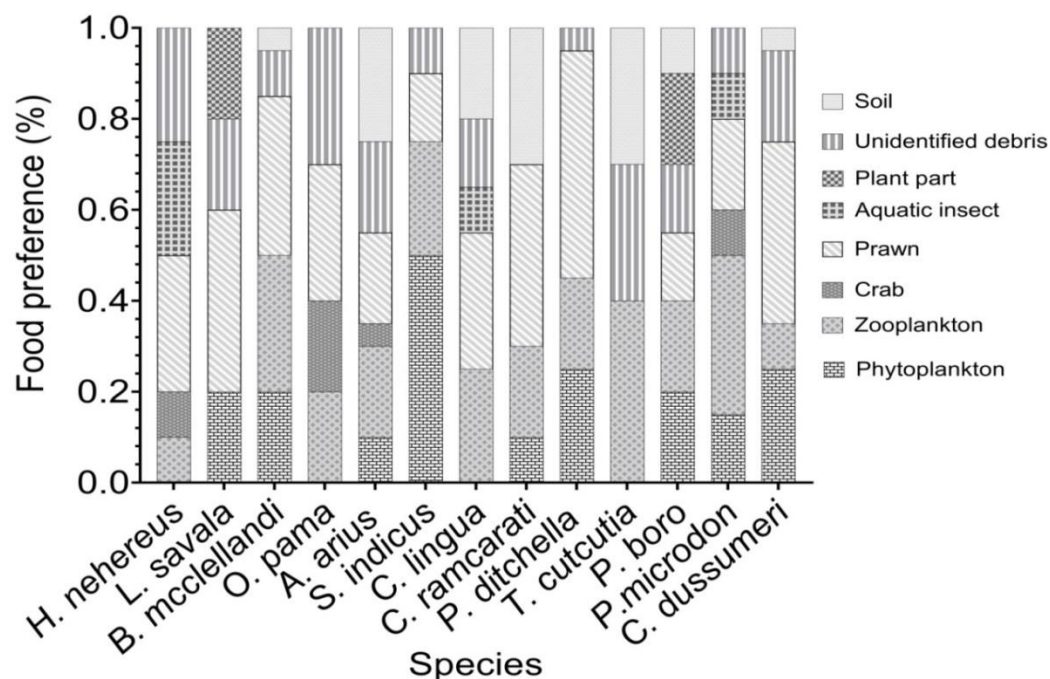 Food preference (%)
1.0
0.8
0.6
0.4
0.2
0.0
H. nehereus
L. savala
B. mcclellandi
O. pama
A. arius
S. indicus
C. lingua
C. ramcarati
P. ditchella
T. cutcutia
P. boro
P.microdon
C. dussumeri
Species
Soil
Unidentified debris
Plant part
Aquatic insect
Prawn
Crab
Zooplankton
Phytoplankton